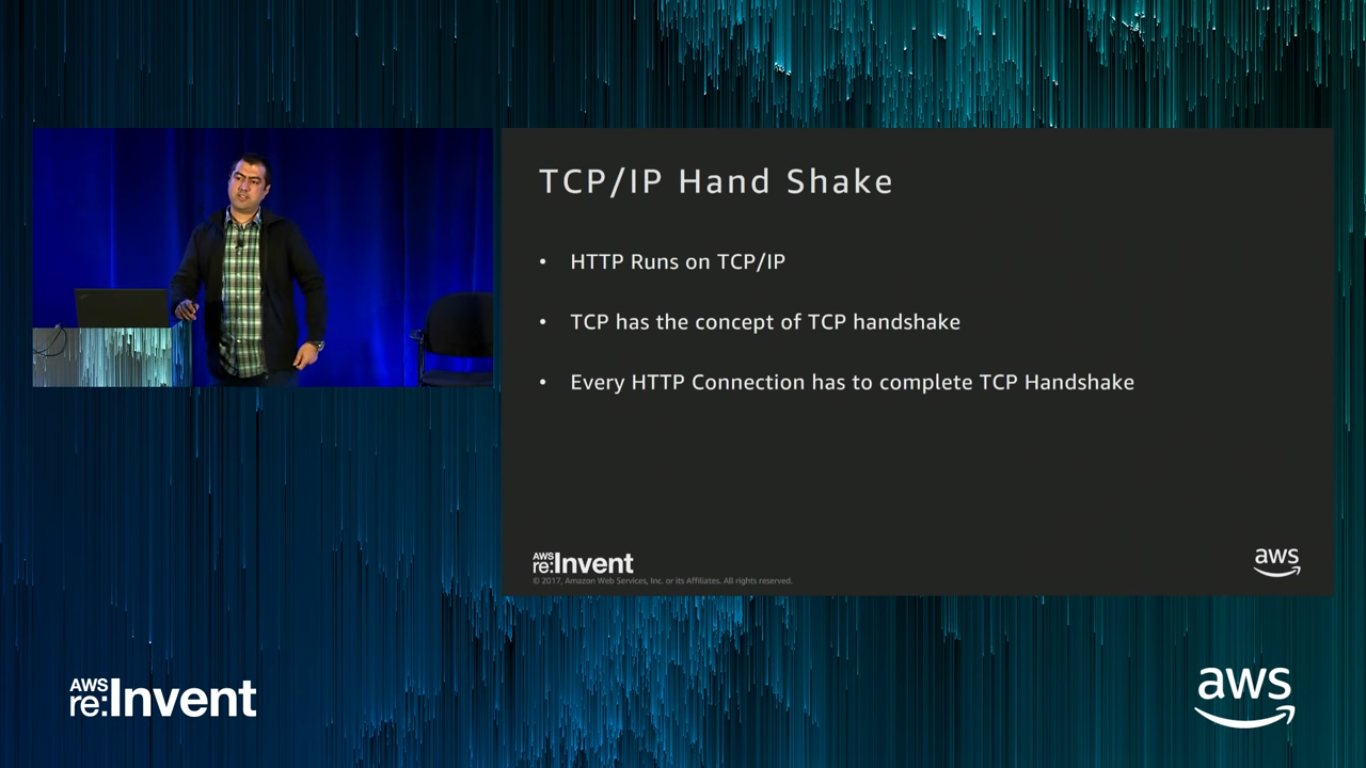 TCP/IP Hand Shake
• HTTP Runs on TCP/IP
• TCP has the concept of TCP handshake
• Every HTTP Connection has to complete TCP Handshake
AWS
re:Invent
© 2017, Amazon Web Services, Inc. or its Affiliates. All rights reserved.
aws
AWS
re:Invent
aws